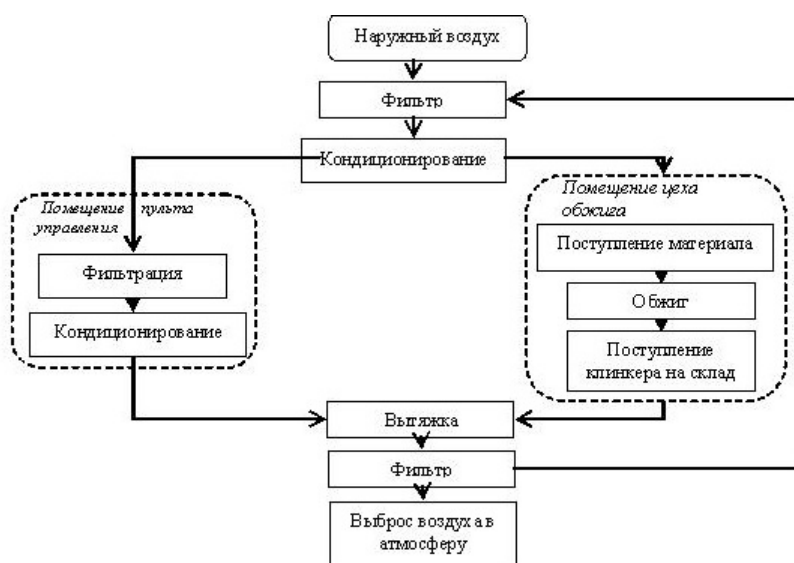 Наружный воздух
Фильтр
Кондиционирование
Помещение пульта
управления
Фильтрация
Кондиционирование
Помещение цеха
обжига
Поступление материала
Обжиг
Поступление
клинкера на склад
Вытяжка
Фильтр
Выброс воздуха в
атмосферу